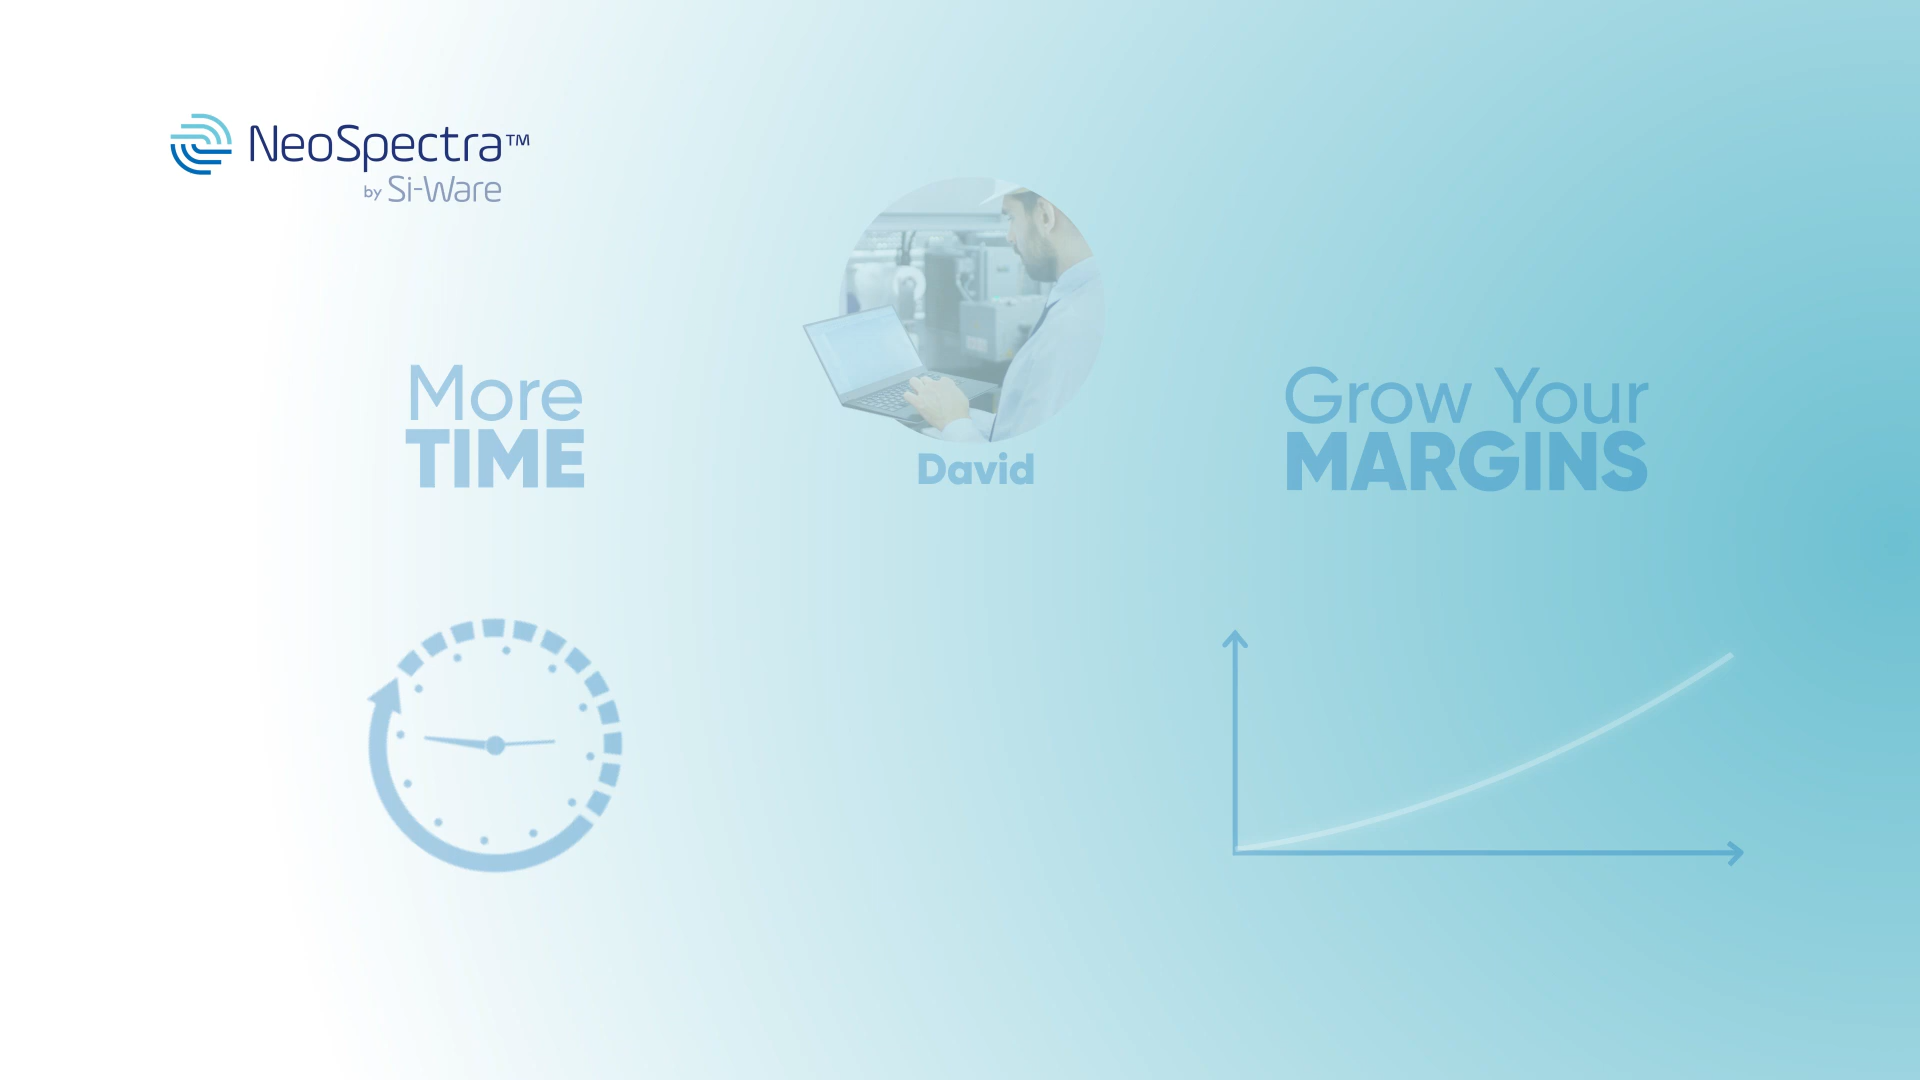 NeoSpectra™
by Si-Ware
More
TIME
David
Grow Your
MARGINS